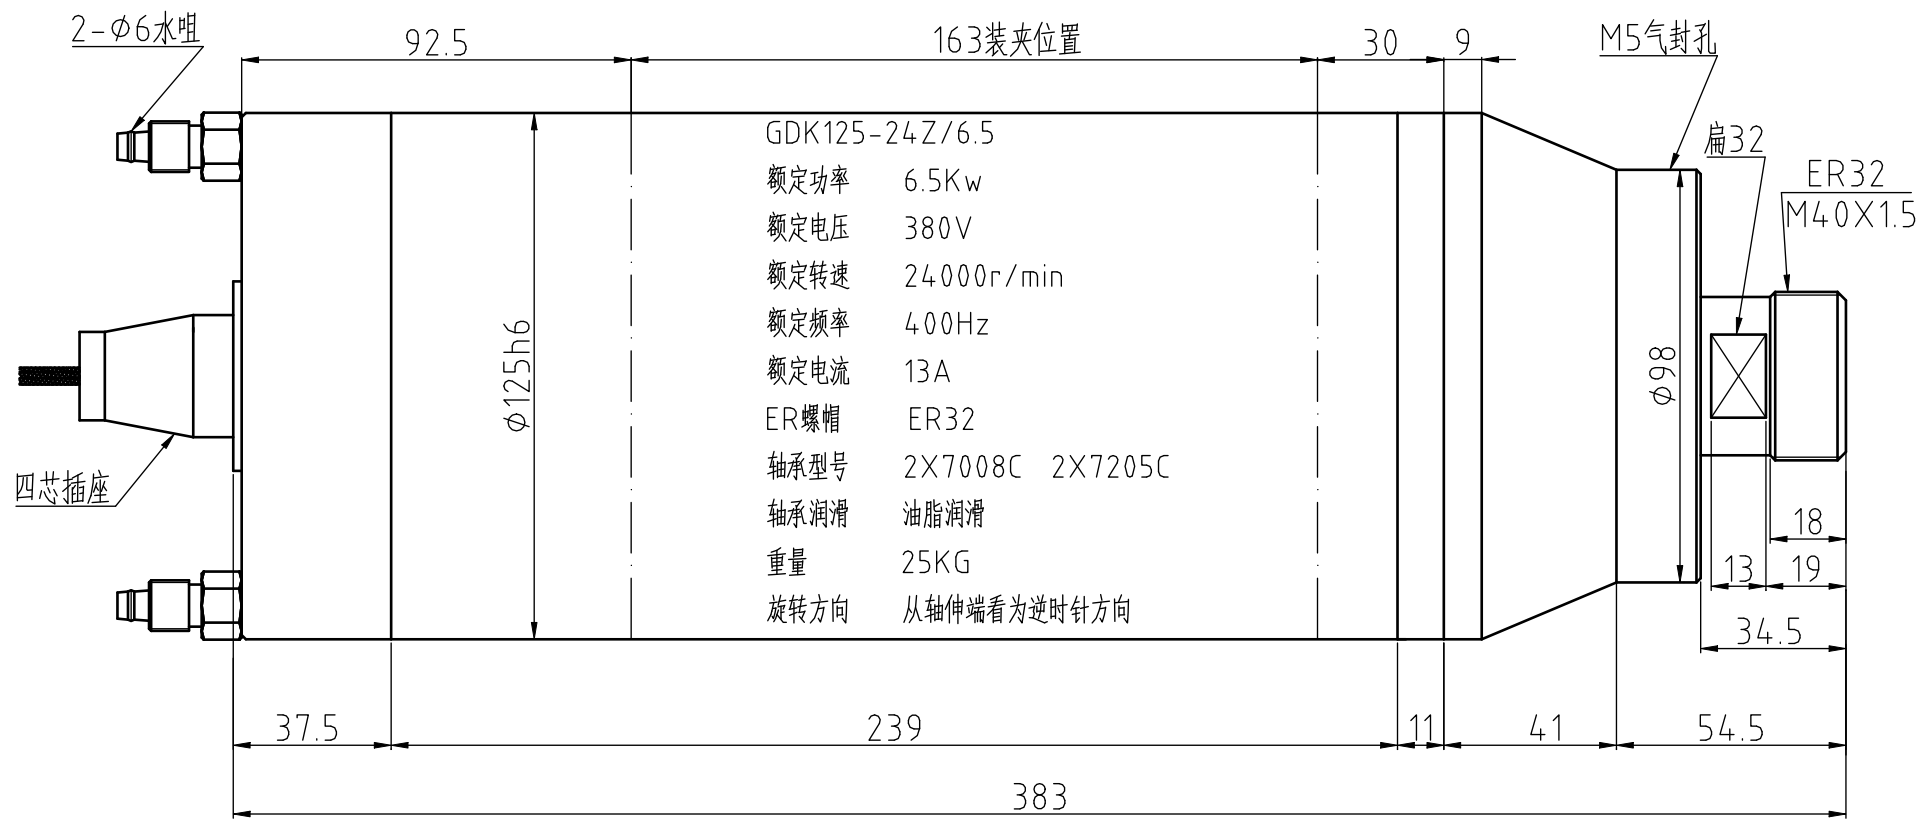 2-φ6水咀
92.5
163装夹位置
30
9
M5气封孔
GDK125-24Z/6.5
额定功率 6.5Kw
额定电压 380V
额定转速 24000r/min
额定频率 400Hz
额定电流 13A
ER螺帽 ER32
轴承型号 2X7008C 2X7205C
轴承润滑 油脂润滑
重量 25KG
旋转方向 从轴伸端看为逆时针方向
扁32
ER32
M40X1.5
φ125h6
φ98
四芯插座
18
13
19
34.5
37.5
239
11
41
54.5
383